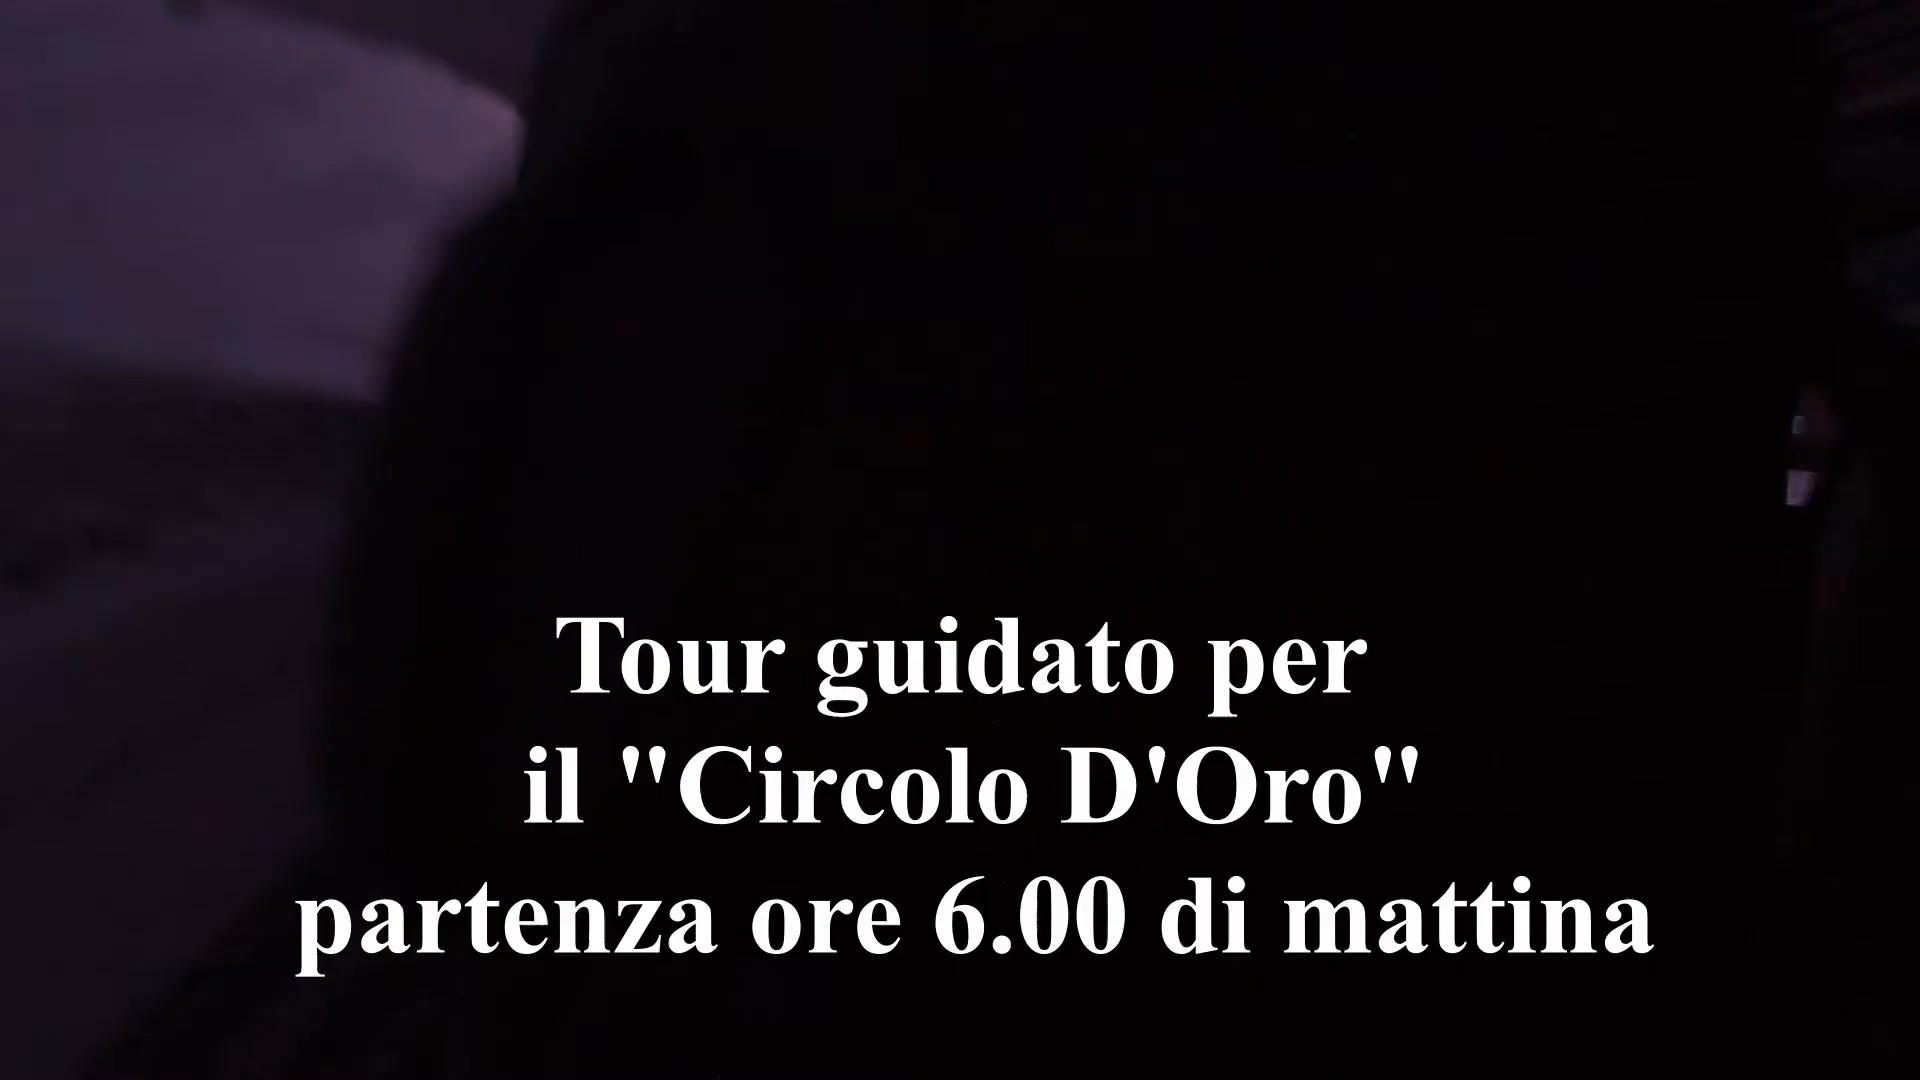 Tour guidato per
il "Circolo D'Oro"
partenza ore 6.00 di mattina